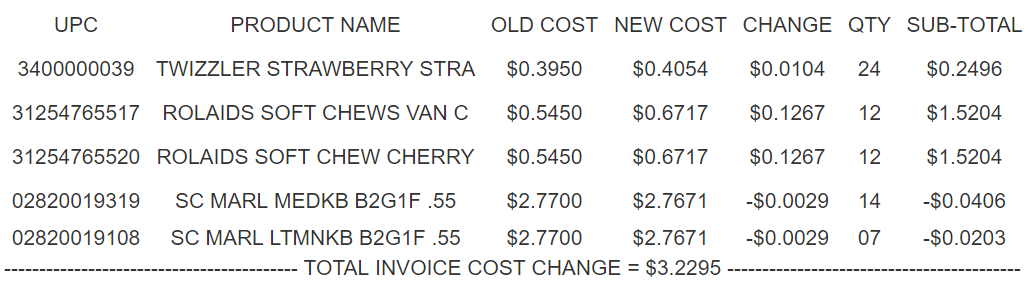 UPC PRODUCT NAME OLD COST NEW COST CHANGE QTY SUB-TOTAL
3400000039 TWIZZLER STRAWBERRY STRA $0.3950 $0.4054 $0.0104 24 $0.2496
31254765517 ROLAIDS SOFT CHEWS VAN C $0.5450 $0.6717 $0.1267 12 $1.5204
31254765520 ROLAIDS SOFT CHEW CHERRY $0.5450 $0.6717 $0.1267 12 $1.5204
02820019319 SC MARL MEDKB B2G1F .55 $2.7700 $2.7671 -$0.0029 14 -$0.0406
02820019108 SC MARL LTMNKB B2G1F .55 $2.7700 $2.7671 -$0.0029 07 -$0.0203
------------------------------------------ TOTAL INVOICE COST CHANGE = $3.2295 ------------------------------------------